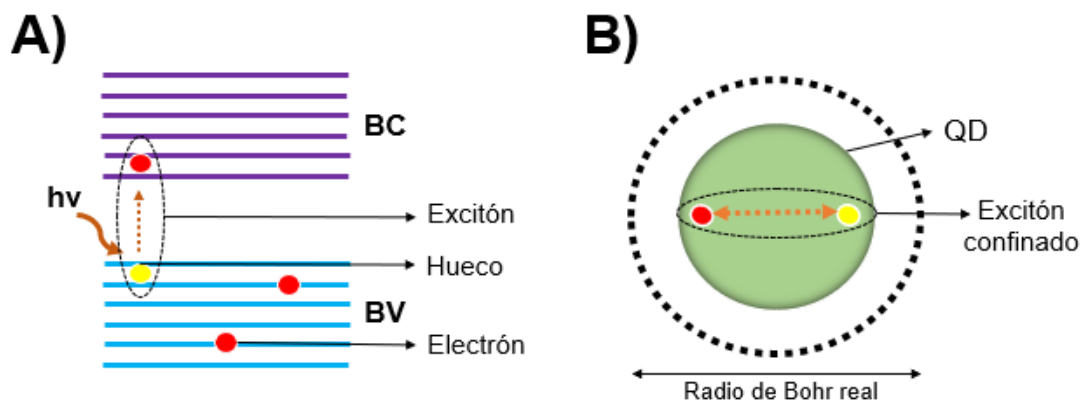 A)
BC
hv
Excitón
Hueco
BV
Electrón
B)
QD
Excitón
confinado
Radio de Bohr real